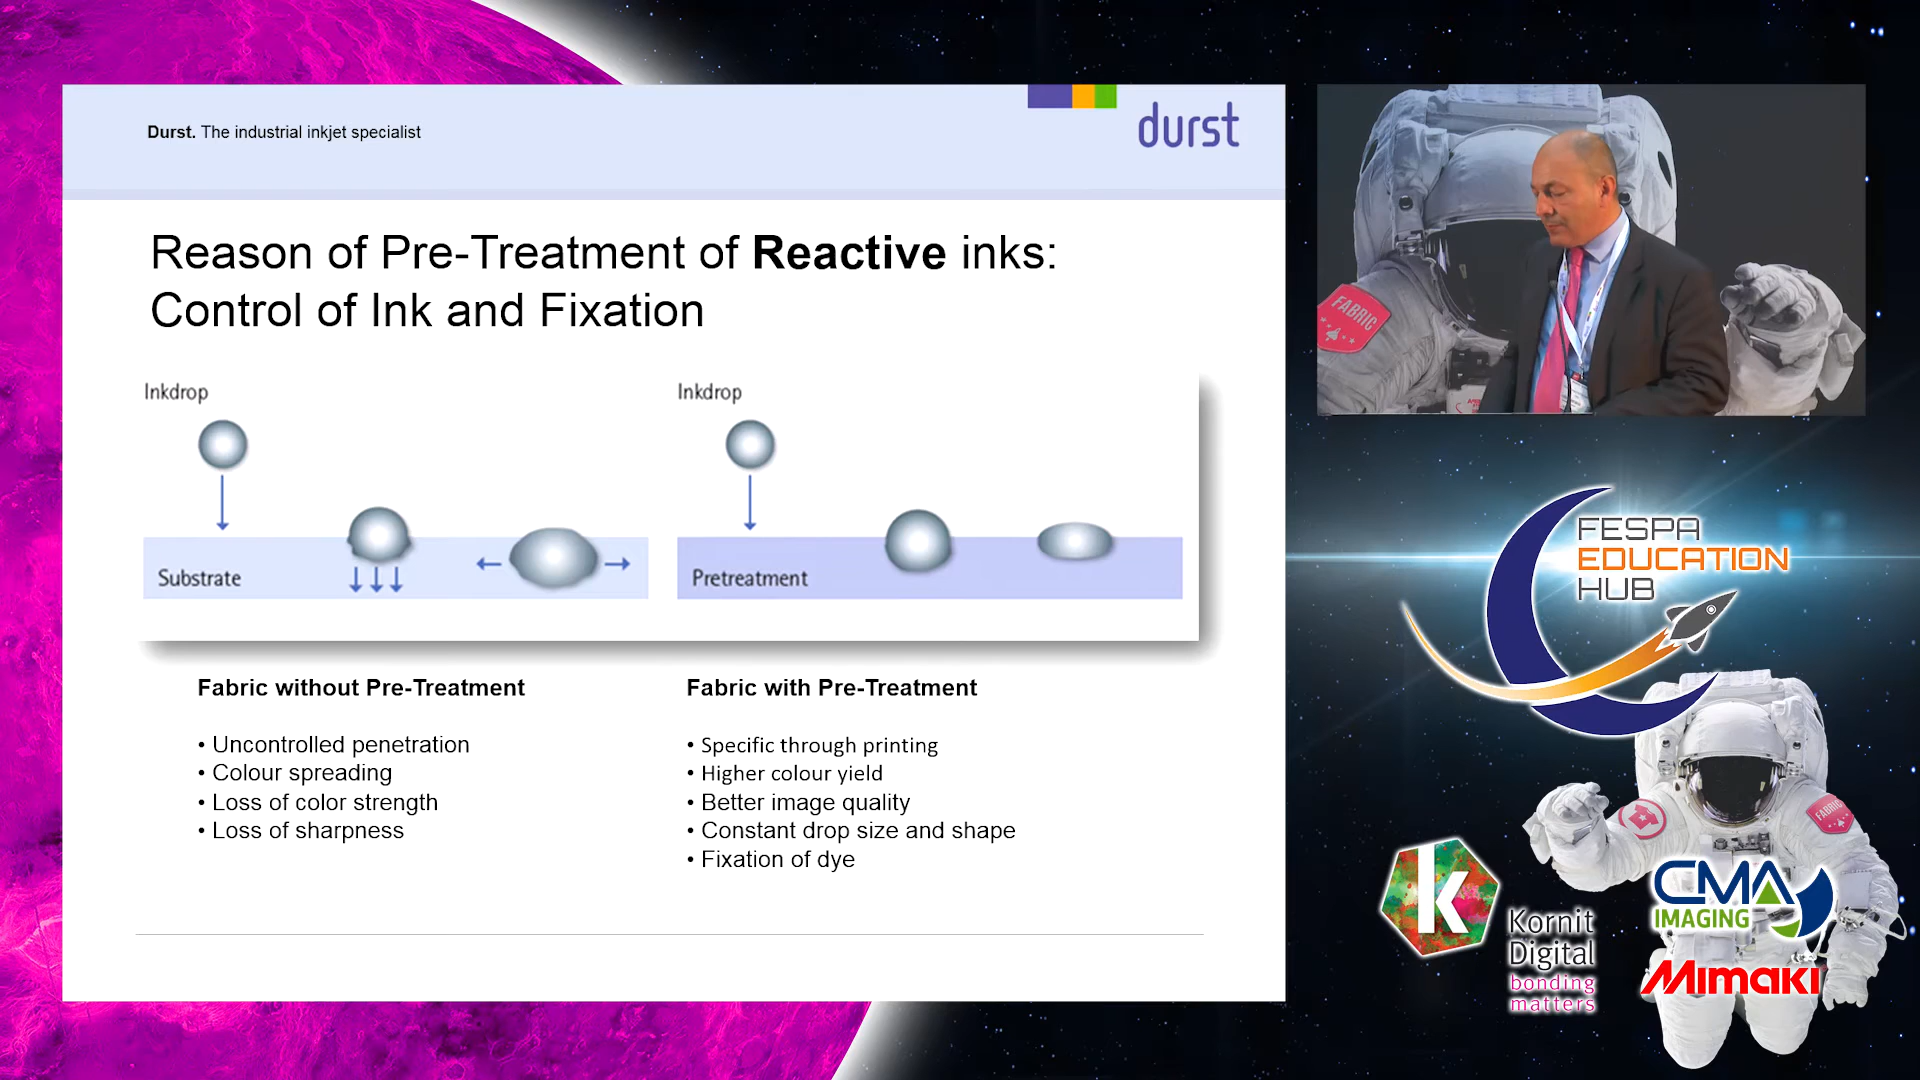 Durst. The industrial inkjet specialist
durst
Reason of Pre-Treatment of Reactive inks:
Control of Ink and Fixation
Inkdrop
Substrate
Inkdrop
Pretreatment
Fabric without Pre-Treatment
• Uncontrolled penetration
• Colour spreading
• Loss of color strength
• Loss of sharpness
Fabric with Pre-Treatment
• Specific through printing
• Higher colour yield
• Better image quality
• Constant drop size and shape
• Fixation of dye
FABRIC
FESPA
EDUCATION
HUB
FABRIC
k
Kornit
Digital
bonding
matters
CMA
IMAGING
Mimaki